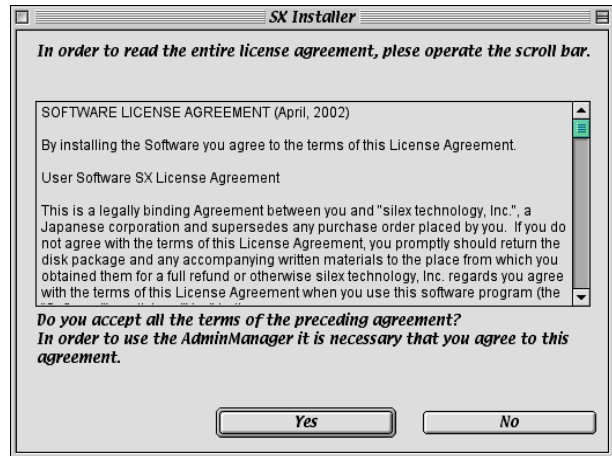 SX Installer
In order to read the entire license agreement, plese operate the scroll bar.
SOFTWARE LICENSE AGREEMENT (April, 2002)
By installing the Software you agree to the terms of this License Agreement.
User Software SX License Agreement
This is a legally binding Agreement between you and "silex technology, Inc.", a
Japanese corporation and supersedes any purchase order placed by you. If you do
not agree with the terms of this License Agreement, you promptly should return the
disk package and any accompanying written materials to the place from which you
obtained them for a full refund or otherwise silex technology, Inc. regards you agree
with the terms of this License Agreement when you use this software program (the
Do you accept all the terms of the preceding agreement?
In order to use the AdminManager it is necessary that you agree to this
agreement.
Yes
No